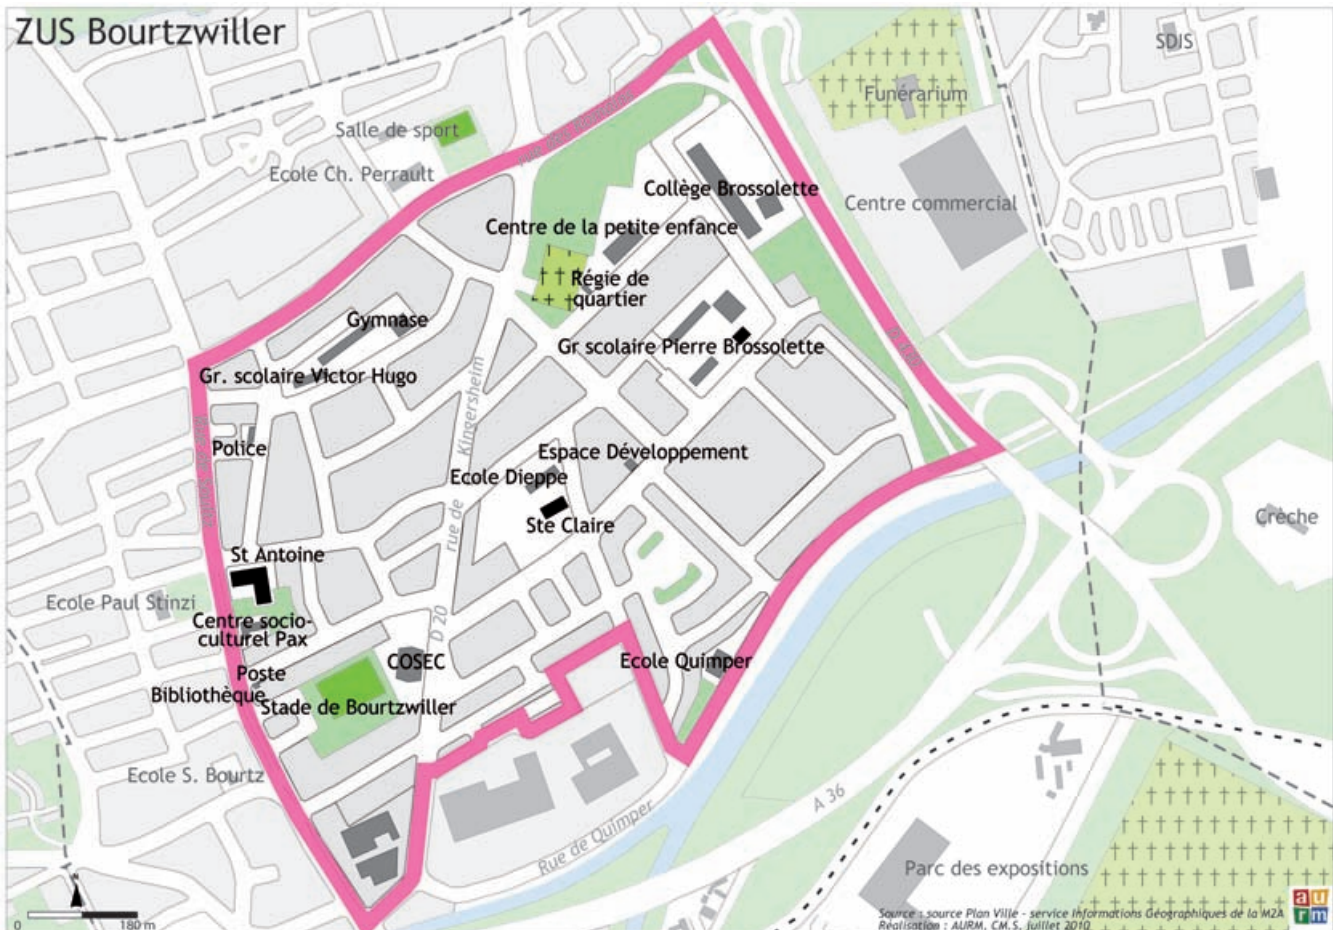 ZUS Bourtzwiller
SDIS
Funérarium
Salle de sport
Ecole Ch. Perrault
Collège Brossolette
Centre commercial
Centre de la petite enfance
Régie de
quartier
Gymnase
Gr scolaire Pierre Brossolette
Gr. scolaire Victor Hugo
rue de Kingersheim
Police
Espace Développement
Ecole Dieppe
Ste Claire
Crèche
St Antoine
Ecole Paul Stinzi
Centre socio-
culturel Pax
D 20
COSEC
Ecole Quimper
Poste
Bibliothèque
Stade de Bourtzwiller
Ecole S. Bourtz
A 36
Rue de Quimper
Parc des expositions
N
0 180 m
Source : source Plan Ville - service Informations Géographiques de la M2A
Réalisation : AURM, CM.S, Juillet 2010
au
rm